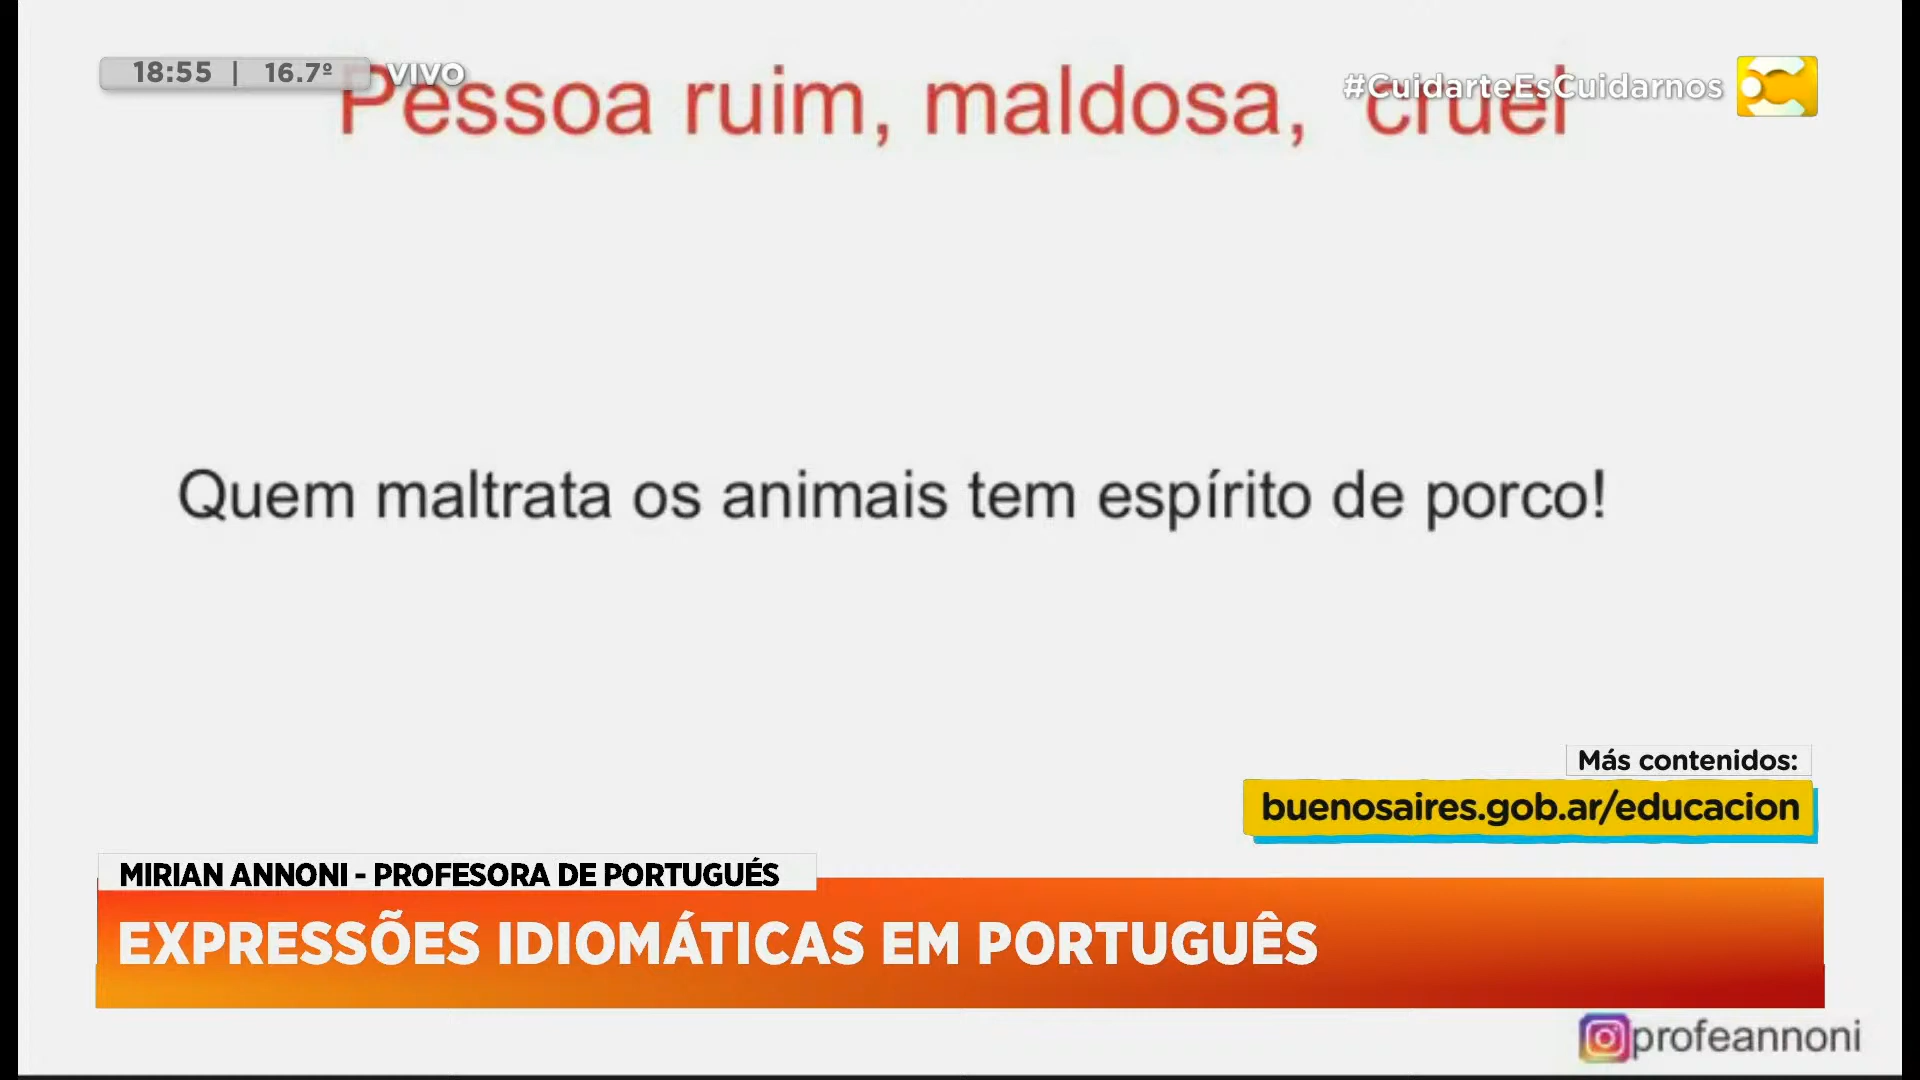 18:55 | 16.7º VIVO
#CuidarteEsCuidarnos
Pessoa ruim, maldosa, cruel
Quem maltrata os animais tem espírito de porco!
Más contenidos:
buenosaires.gob.ar/educacion
MIRIAN ANNONI - PROFESORA DE PORTUGUÉS
EXPRESSÕES IDIOMÁTICAS EM PORTUGUÊS
profeannoni